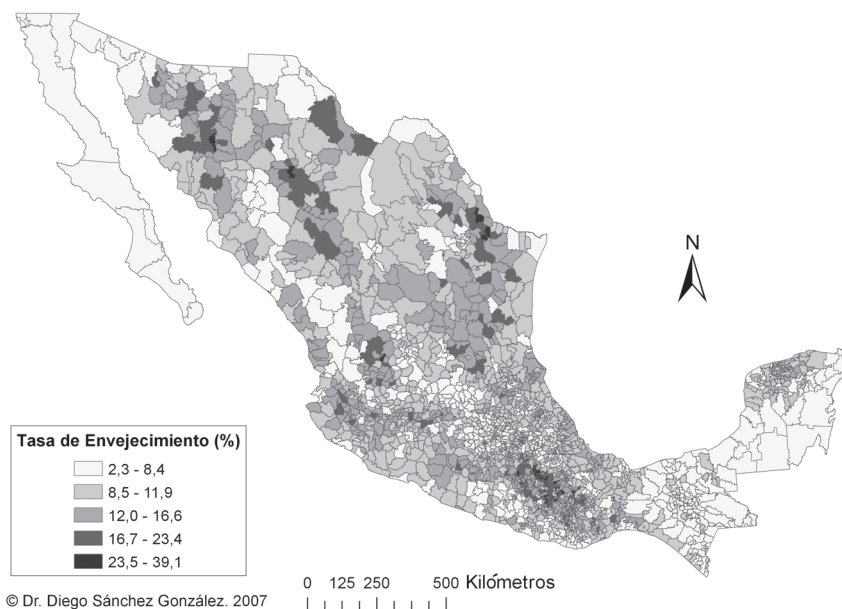 N
Tasa de Envejecimiento (%)
2,3 - 8,4
8,5 - 11,9
12,0 - 16,6
16,7 - 23,4
23,5 - 39,1
0 125 250 500 Kilómetros
© Dr. Diego Sánchez González. 2007